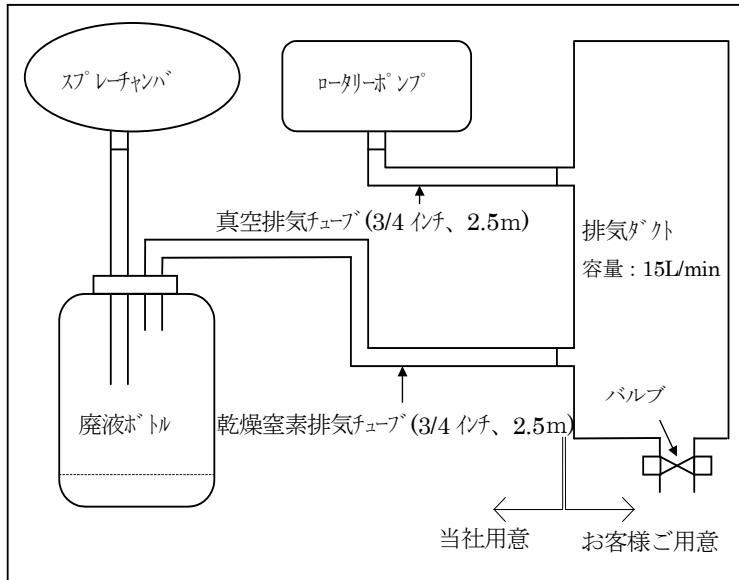 スプレーチャンバ
ロータリーポンプ
真空排気チューブ(3/4 インチ、2.5m)
排気ダクト
容量：15L/min
バルブ
廃液ボトル
乾燥窒素排気チューブ(3/4 インチ、2.5m)
当社用意
お客様ご用意